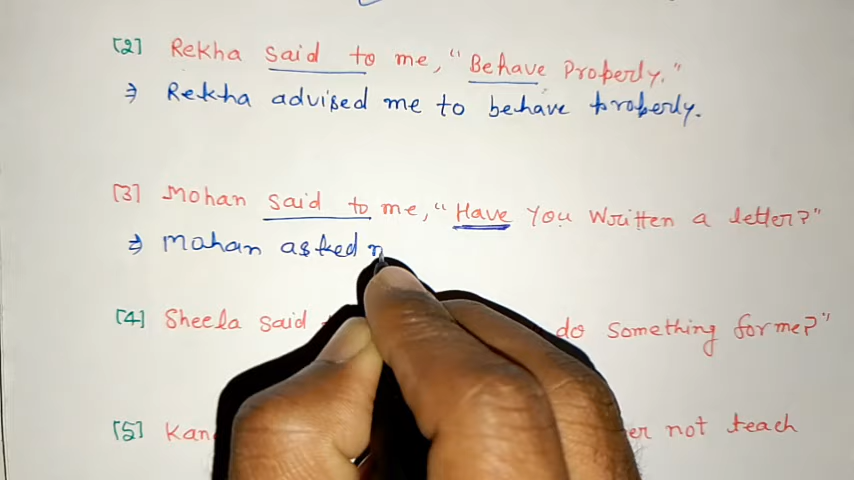 [2] Rekha said to me, "Behave Properly."
⇒ Rekha advised me to behave properly.
[3] Mohan said to me, "Have You Written a letter?"
⇒ Mohan asked
[4] Sheela said do something for me?"
[5] not teach